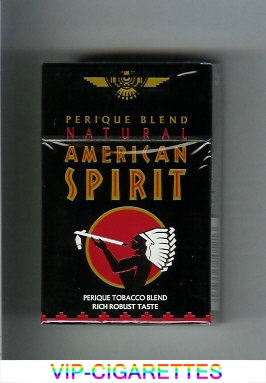 PERIQUE BLEND
NATURAL
AMERICAN
SPIRIT
PERIQUE TOBACCO BLEND
RICH ROBUST TASTE
VIP-CIGARETTES